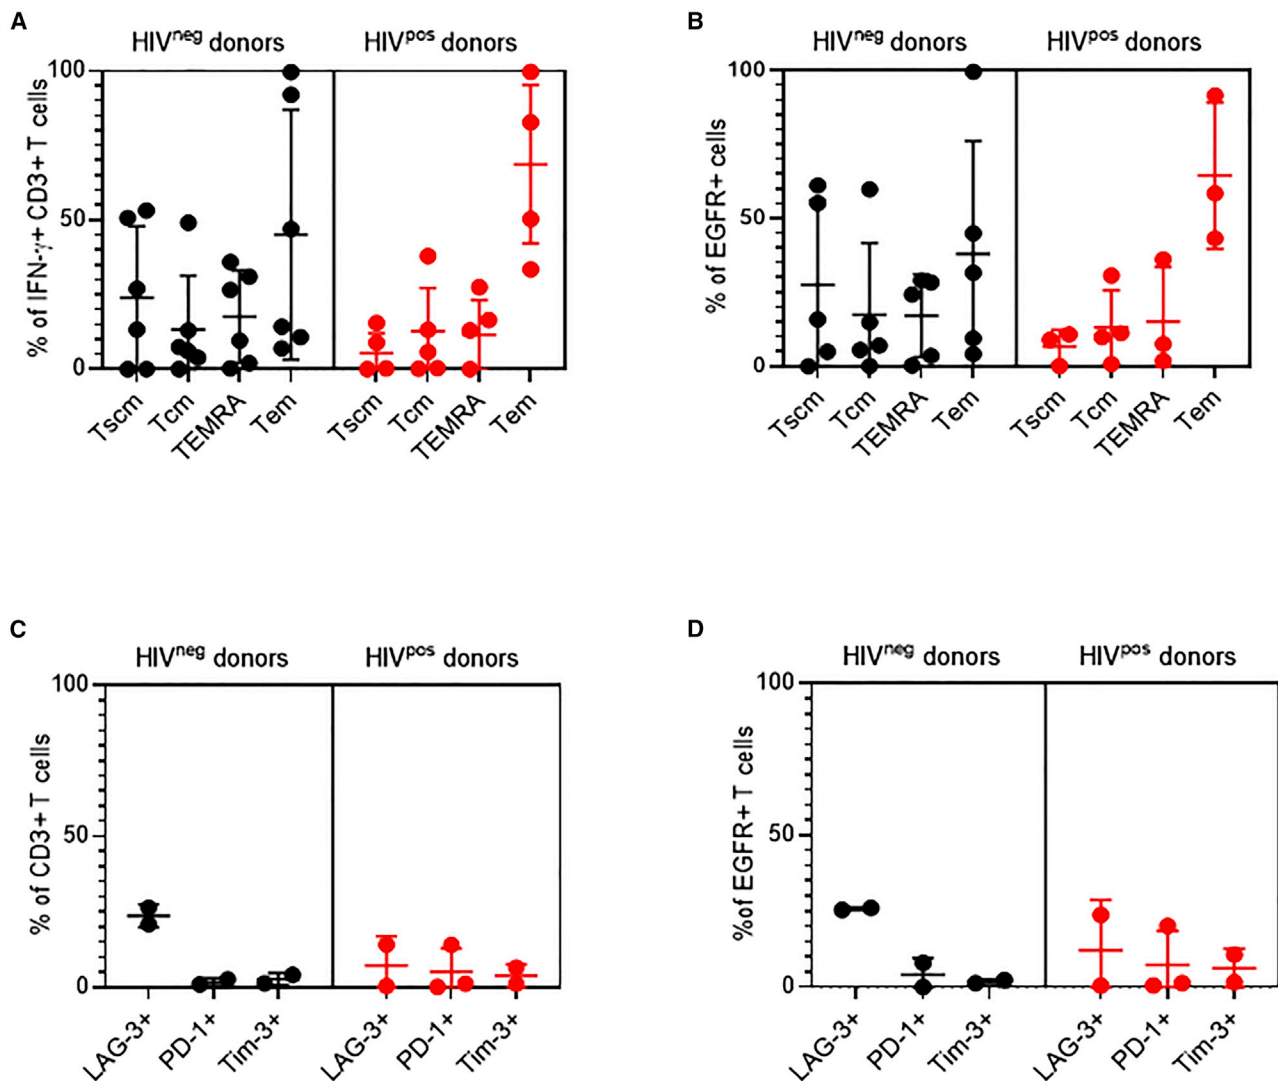 A
HIVneg donors
HIVpos donors
% of IFN-γ+ CD3+ T cells
100
50
0
Tscm
Tcm
TEMRA
Tem
Tscm
Tcm
TEMRA
Tem
B
HIVneg donors
HIVpos donors
% of EGFR+ cells
100
50
0
Tscm
Tcm
TEMRA
Tem
Tscm
Tcm
TEMRA
Tem
C
HIVneg donors
HIVpos donors
% of CD3+ T cells
100
50
0
LAG-3+
PD-1+
Tim-3+
LAG-3+
PD-1+
Tim-3+
D
HIVneg donors
HIVpos donors
%of EGFR+ T cells
100
50
0
LAG-3+
PD-1+
Tim-3+
LAG-3+
PD-1+
Tim-3+